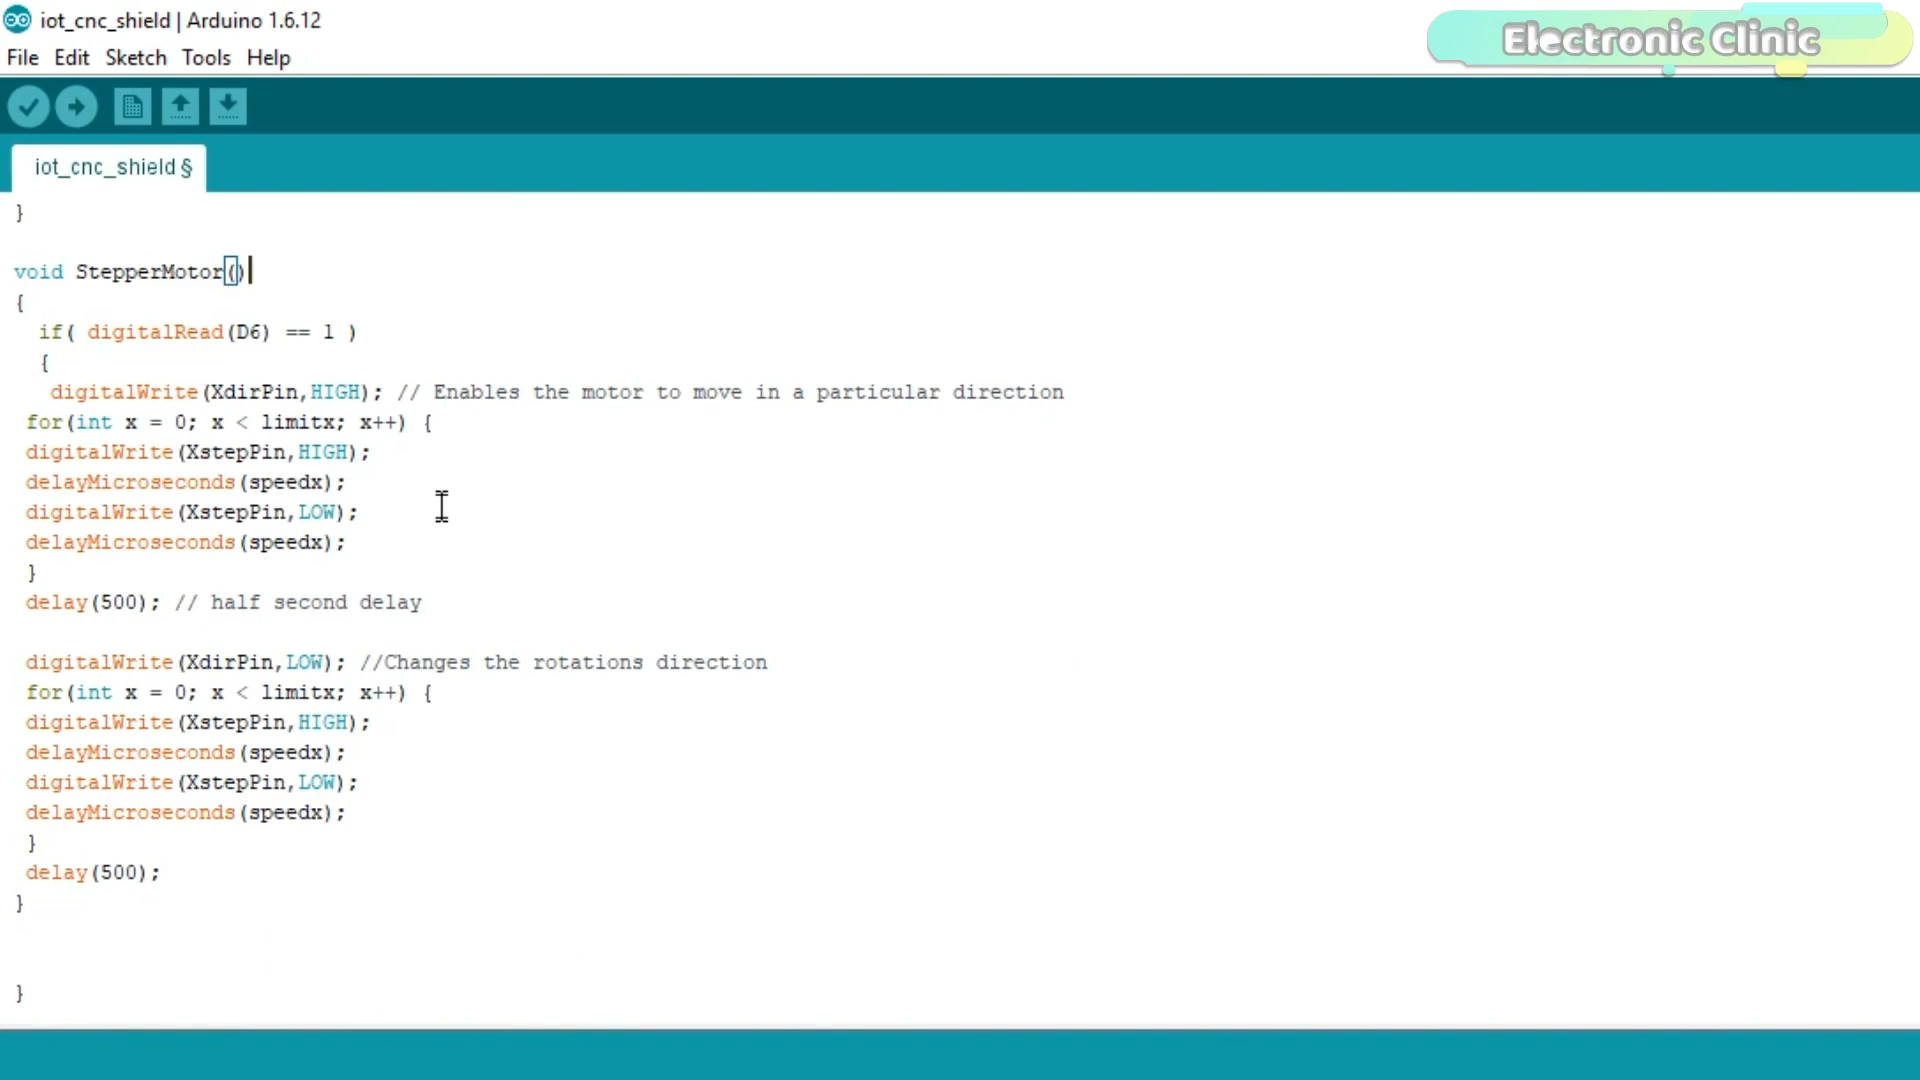 iot_cnc_shield | Arduino 1.6.12
Electronic Clinic
File Edit Sketch Tools Help
iot_cnc_shield §
}
void StepperMotor()
{
if( digitalRead(D6) == 1 )
{
digitalWrite(XdirPin,HIGH); // Enables the motor to move in a particular direction
for(int x = 0; x < limitx; x++) {
digitalWrite(XstepPin,HIGH);
delayMicroseconds(speedx);
digitalWrite(XstepPin,LOW);
delayMicroseconds(speedx);
}
delay(500); // half second delay
digitalWrite(XdirPin,LOW); //Changes the rotations direction
for(int x = 0; x < limitx; x++) {
digitalWrite(XstepPin,HIGH);
delayMicroseconds(speedx);
digitalWrite(XstepPin,LOW);
delayMicroseconds(speedx);
}
delay(500);
}
}